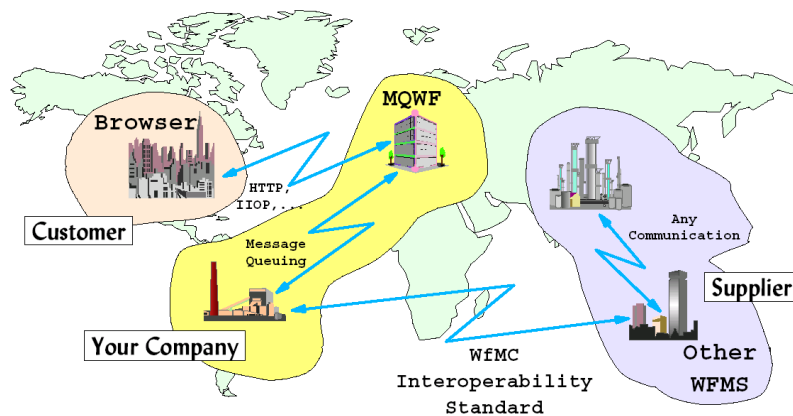 MQWF
Browser
HTTP,
IIOP,...
Customer
Message
Queuing
Any
Communication
Supplier
Your Company
WfMC
Interoperability
Standard
Other
WFMS